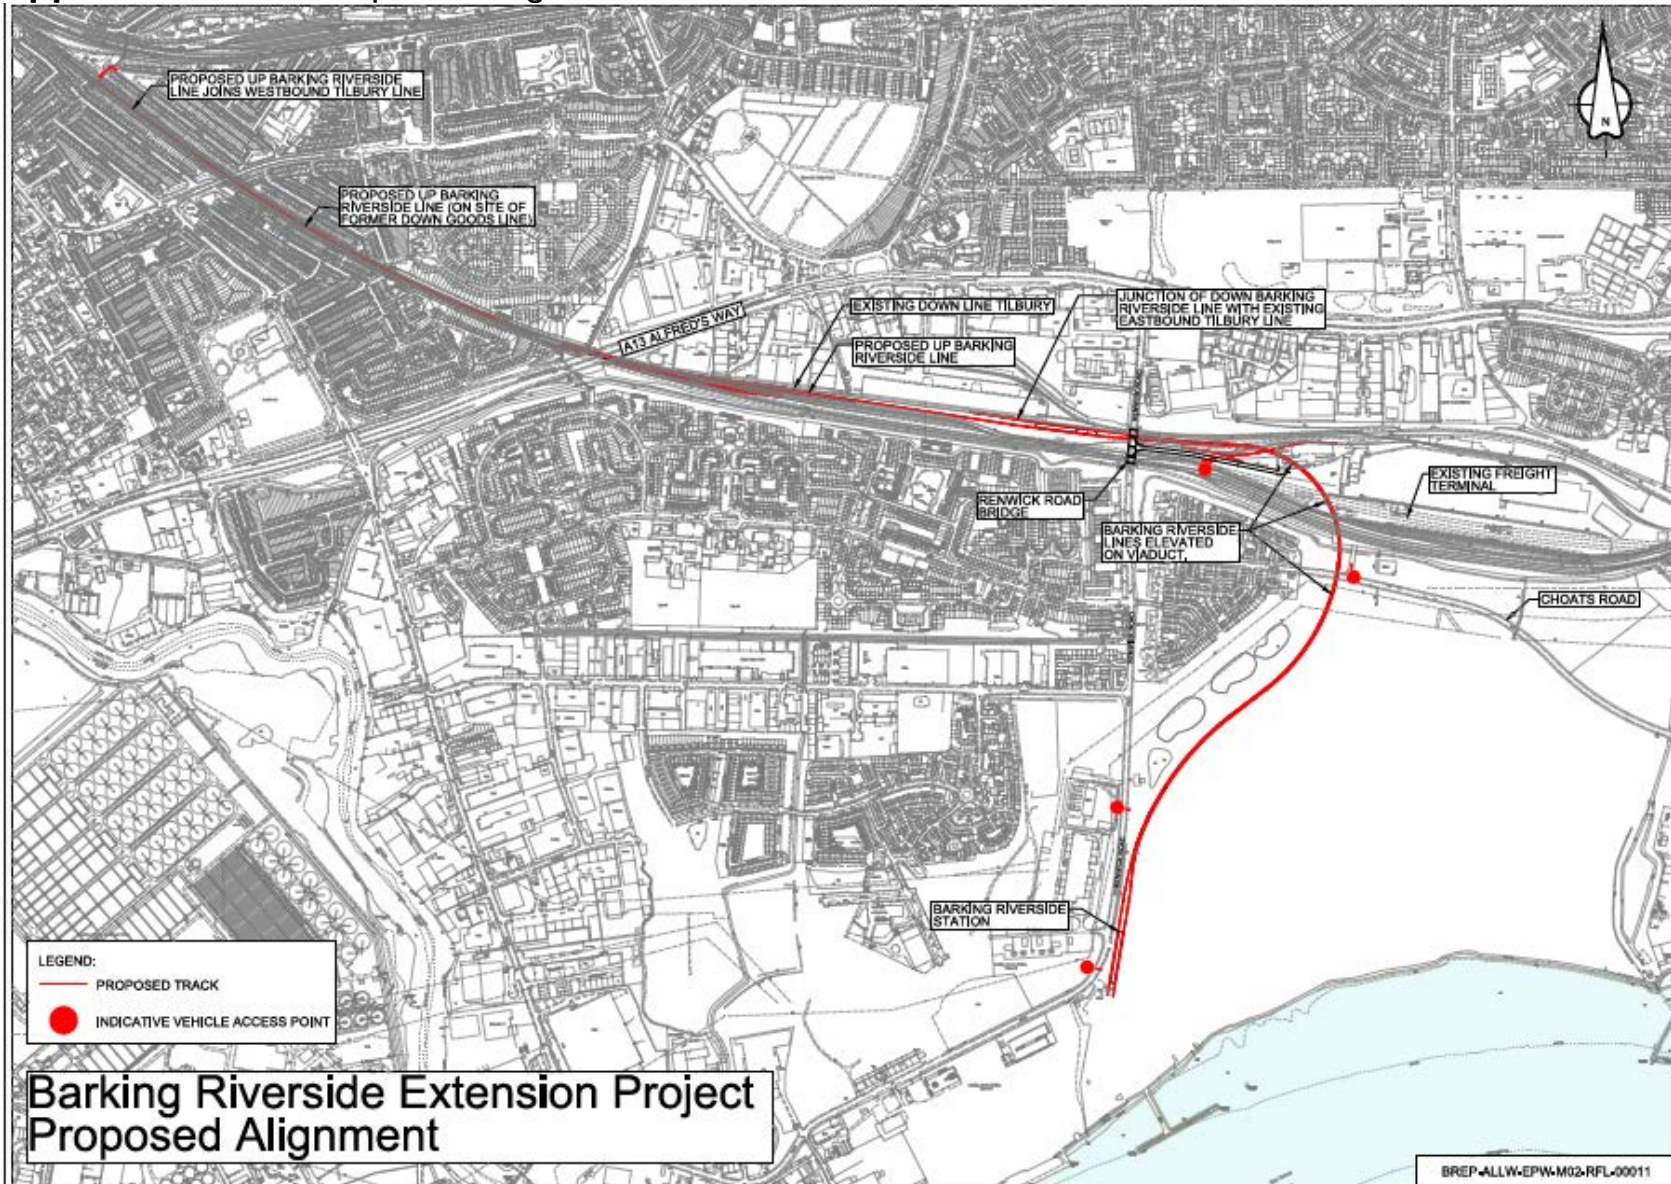 PROPOSED UP BARKING RIVERSIDE
LINE JOINS WESTBOUND TILBURY LINE
N
PROPOSED UP BARKING
RIVERSIDE LINE (ON SITE OF
FORMER DOWN GOODS LINE)
A13 ALFRED'S WAY
EXISTING DOWN LINE TILBURY
PROPOSED UP BARKING
RIVERSIDE LINE
JUNCTION OF DOWN BARKING
RIVERSIDE LINE WITH EXISTING
EASTBOUND TILBURY LINE
RENWICK ROAD
BRIDGE
BARKING RIVERSIDE
LINES ELEVATED
ON VIADUCT,
EXISTING FREIGHT
TERMINAL
CHOATS ROAD
BARKING RIVERSIDE
STATION
LEGEND:
PROPOSED TRACK
INDICATIVE VEHICLE ACCESS POINT
Barking Riverside Extension Project
Proposed Alignment
BREP-ALLW-EPW-M02-RFL-00011